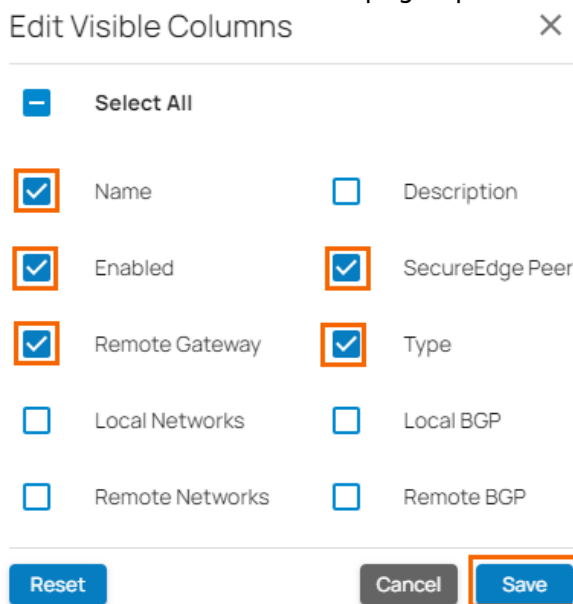 Edit Visible Columns
Select All
Name
Description
Enabled
SecureEdge Peer
Remote Gateway
Type
Local Networks
Local BGP
Remote Networks
Remote BGP
Reset
Cancel
Save